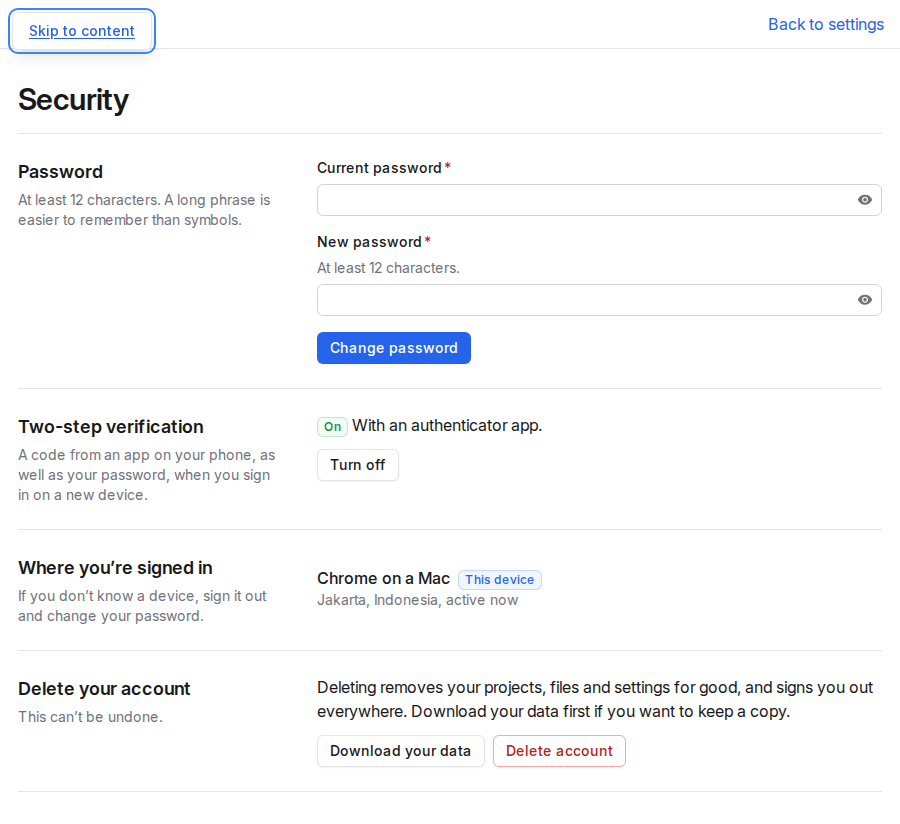 Skip to content
Back to settings
Security
Password
At least 12 characters. A long phrase is
easier to remember than symbols.
Current password*
New password*
At least 12 characters.
Change password
Two-step verification
A code from an app on your phone, as
well as your password, when you sign
in on a new device.
On With an authenticator app.
Turn off
Where you’re signed in
If you don’t know a device, sign it out
and change your password.
Chrome on a Mac This device
Jakarta, Indonesia, active now
Delete your account
This can’t be undone.
Deleting removes your projects, files and settings for good, and signs you out
everywhere. Download your data first if you want to keep a copy.
Download your data Delete account